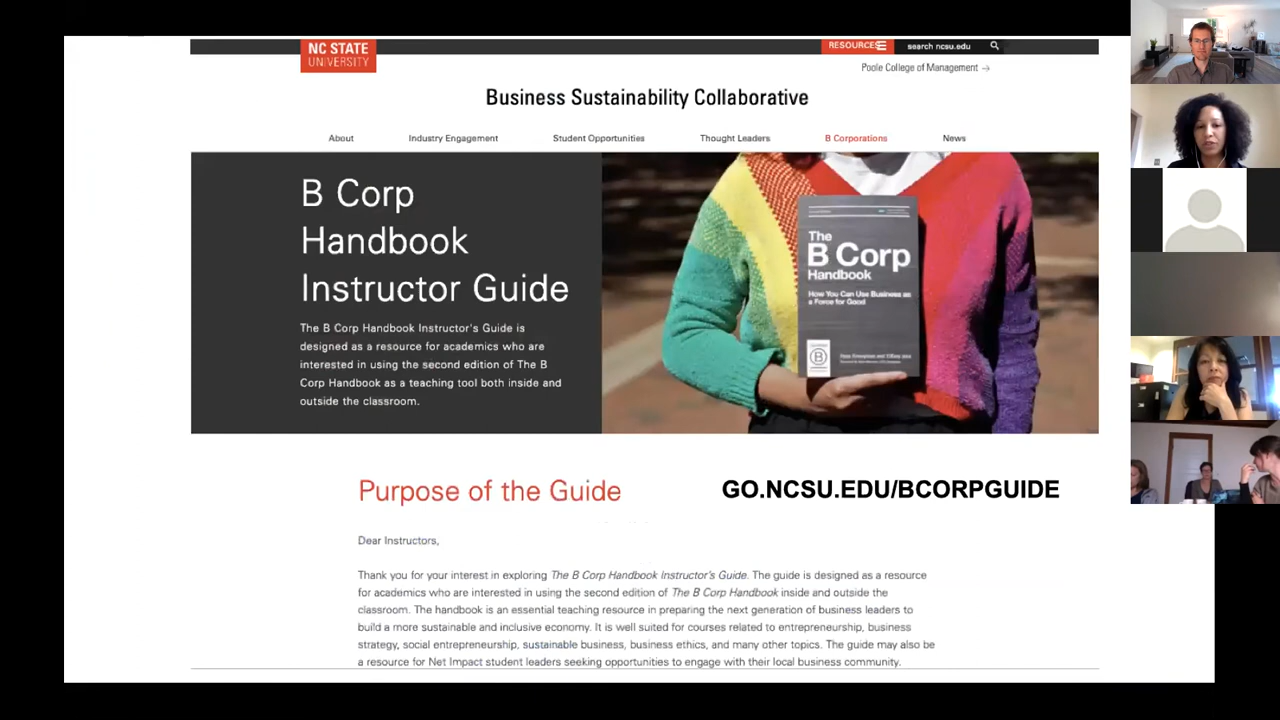 NC STATE
UNIVERSITY
RESOURCES
search ncsu.edu
Poole College of Management →
Business Sustainability Collaborative
About
Industry Engagement
Student Opportunities
Thought Leaders
B Corporations
News
B Corp
Handbook
Instructor Guide
The B Corp Handbook Instructor's Guide is
designed as a resource for academics who are
interested in using the second edition of The B
Corp Handbook as a teaching tool both inside and
outside the classroom.
The
B Corp
Handbook
How You Can Use Business as
a Force for Good
B
Purpose of the Guide
GO.NCSU.EDU/BCORPGUIDE
Dear Instructors,
Thank you for your interest in exploring The B Corp Handbook Instructor's Guide. The guide is designed as a resource
for academics who are interested in using the second edition of The B Corp Handbook inside and outside the
classroom. The handbook is an essential teaching resource in preparing the next generation of business leaders to
build a more sustainable and inclusive economy. It is well suited for courses related to entrepreneurship, business
strategy, social entrepreneurship, sustainable business, business ethics, and many other topics. The guide may also be
a resource for Net Impact student leaders seeking opportunities to engage with their local business community.